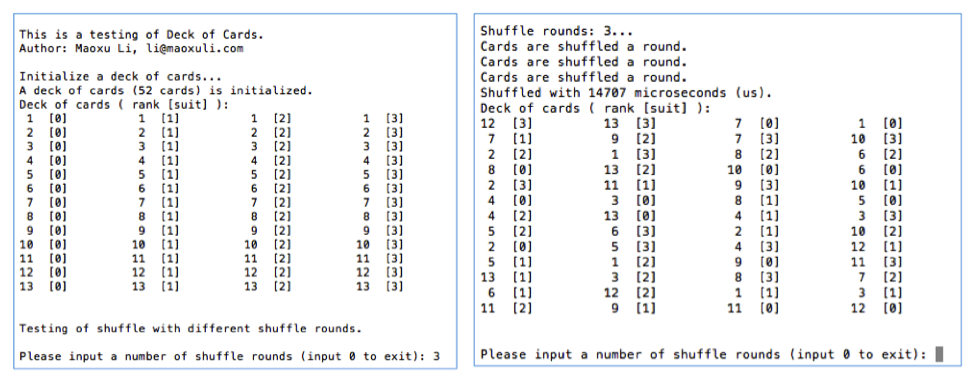 This is a testing of Deck of Cards.
Author: Maoxu Li, li@maoxuli.com
Initialize a deck of cards...
A deck of cards (52 cards) is initialized.
Deck of cards ( rank [suit] ):
1 [0] 1 [1] 1 [2] 1 [3]
2 [0] 2 [1] 2 [2] 2 [3]
3 [0] 3 [1] 3 [2] 3 [3]
4 [0] 4 [1] 4 [2] 4 [3]
5 [0] 5 [1] 5 [2] 5 [3]
6 [0] 6 [1] 6 [2] 6 [3]
7 [0] 7 [1] 7 [2] 7 [3]
8 [0] 8 [1] 8 [2] 8 [3]
9 [0] 9 [1] 9 [2] 9 [3]
10 [0] 10 [1] 10 [2] 10 [3]
11 [0] 11 [1] 11 [2] 11 [3]
12 [0] 12 [1] 12 [2] 12 [3]
13 [0] 13 [1] 13 [2] 13 [3]
Testing of shuffle with different shuffle rounds.
Please input a number of shuffle rounds (input 0 to exit): 3
Shuffle rounds: 3...
Cards are shuffled a round.
Cards are shuffled a round.
Cards are shuffled a round.
Shuffled with 14707 microseconds (us).
Deck of cards ( rank [suit] ):
12 [3] 13 [3] 7 [0] 1 [0]
7 [1] 9 [2] 7 [3] 10 [3]
2 [2] 1 [3] 8 [2] 6 [2]
8 [0] 13 [2] 10 [0] 6 [0]
2 [3] 11 [1] 9 [3] 10 [1]
4 [0] 3 [0] 8 [1] 5 [0]
4 [2] 13 [0] 4 [1] 3 [3]
5 [2] 6 [3] 2 [1] 10 [2]
2 [0] 5 [3] 4 [3] 12 [1]
5 [1] 1 [2] 9 [0] 11 [3]
13 [1] 3 [2] 8 [3] 7 [2]
6 [1] 12 [2] 1 [1] 3 [1]
11 [2] 9 [1] 11 [0] 12 [0]
Please input a number of shuffle rounds (input 0 to exit):